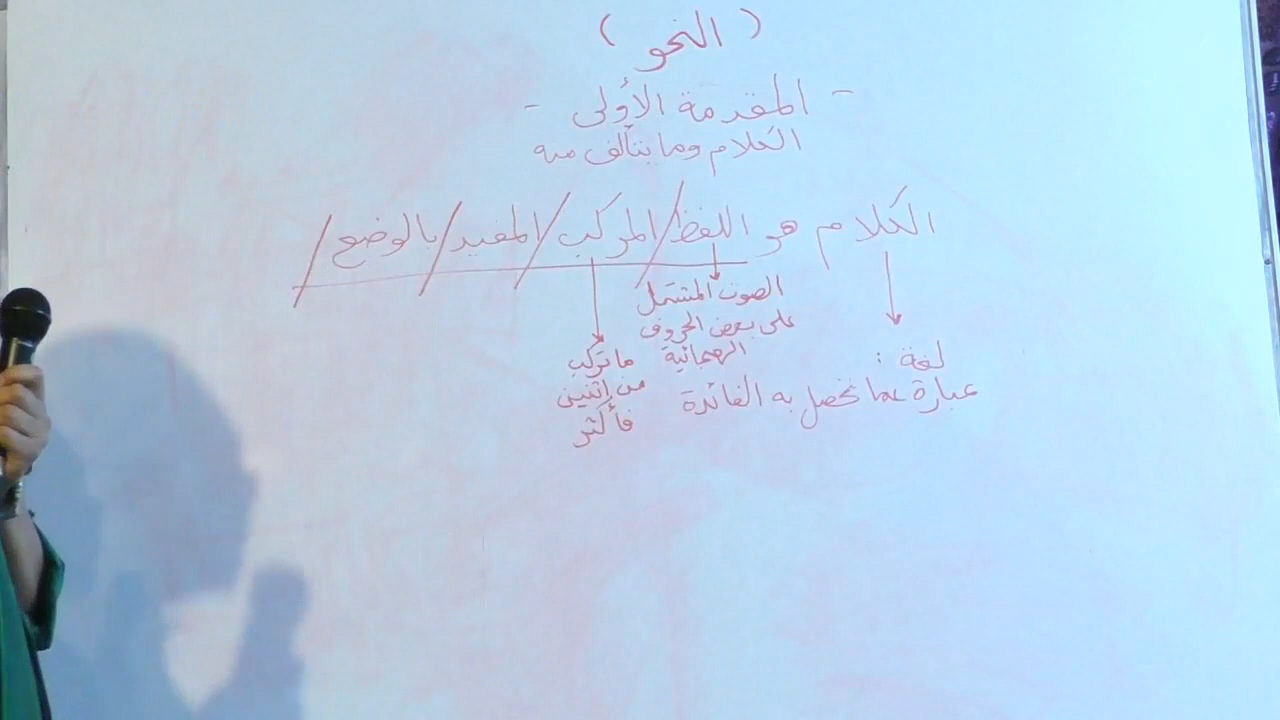 ( النحو )
- المقدمة الأولى -
الكلام وما يتألف منه
الكلام هو اللفظ / المركب / المفيد / بالوضع /
الصوت المشتمل
على بعض الحروف
الهجائية
ما تركب
من اثنين
فأكثر
لغة :
عبارة عما تحصل به الفائدة